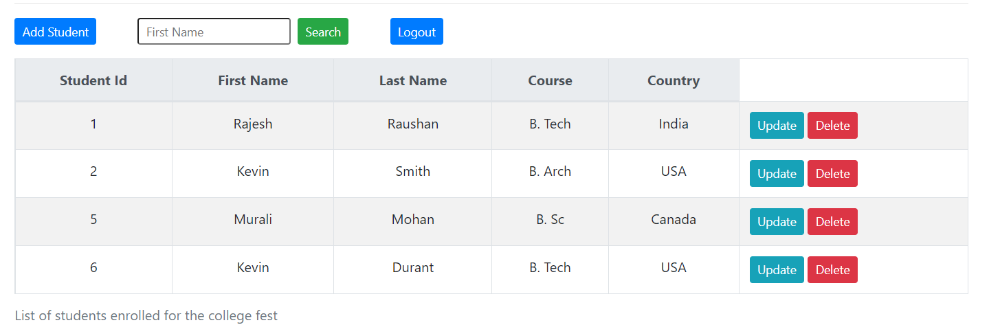 Add Student First Name Search Logout
Student Id First Name Last Name Course Country
1 Rajesh Raushan B. Tech India Update Delete
2 Kevin Smith B. Arch USA Update Delete
5 Murali Mohan B. Sc Canada Update Delete
6 Kevin Durant B. Tech USA Update Delete
List of students enrolled for the college fest